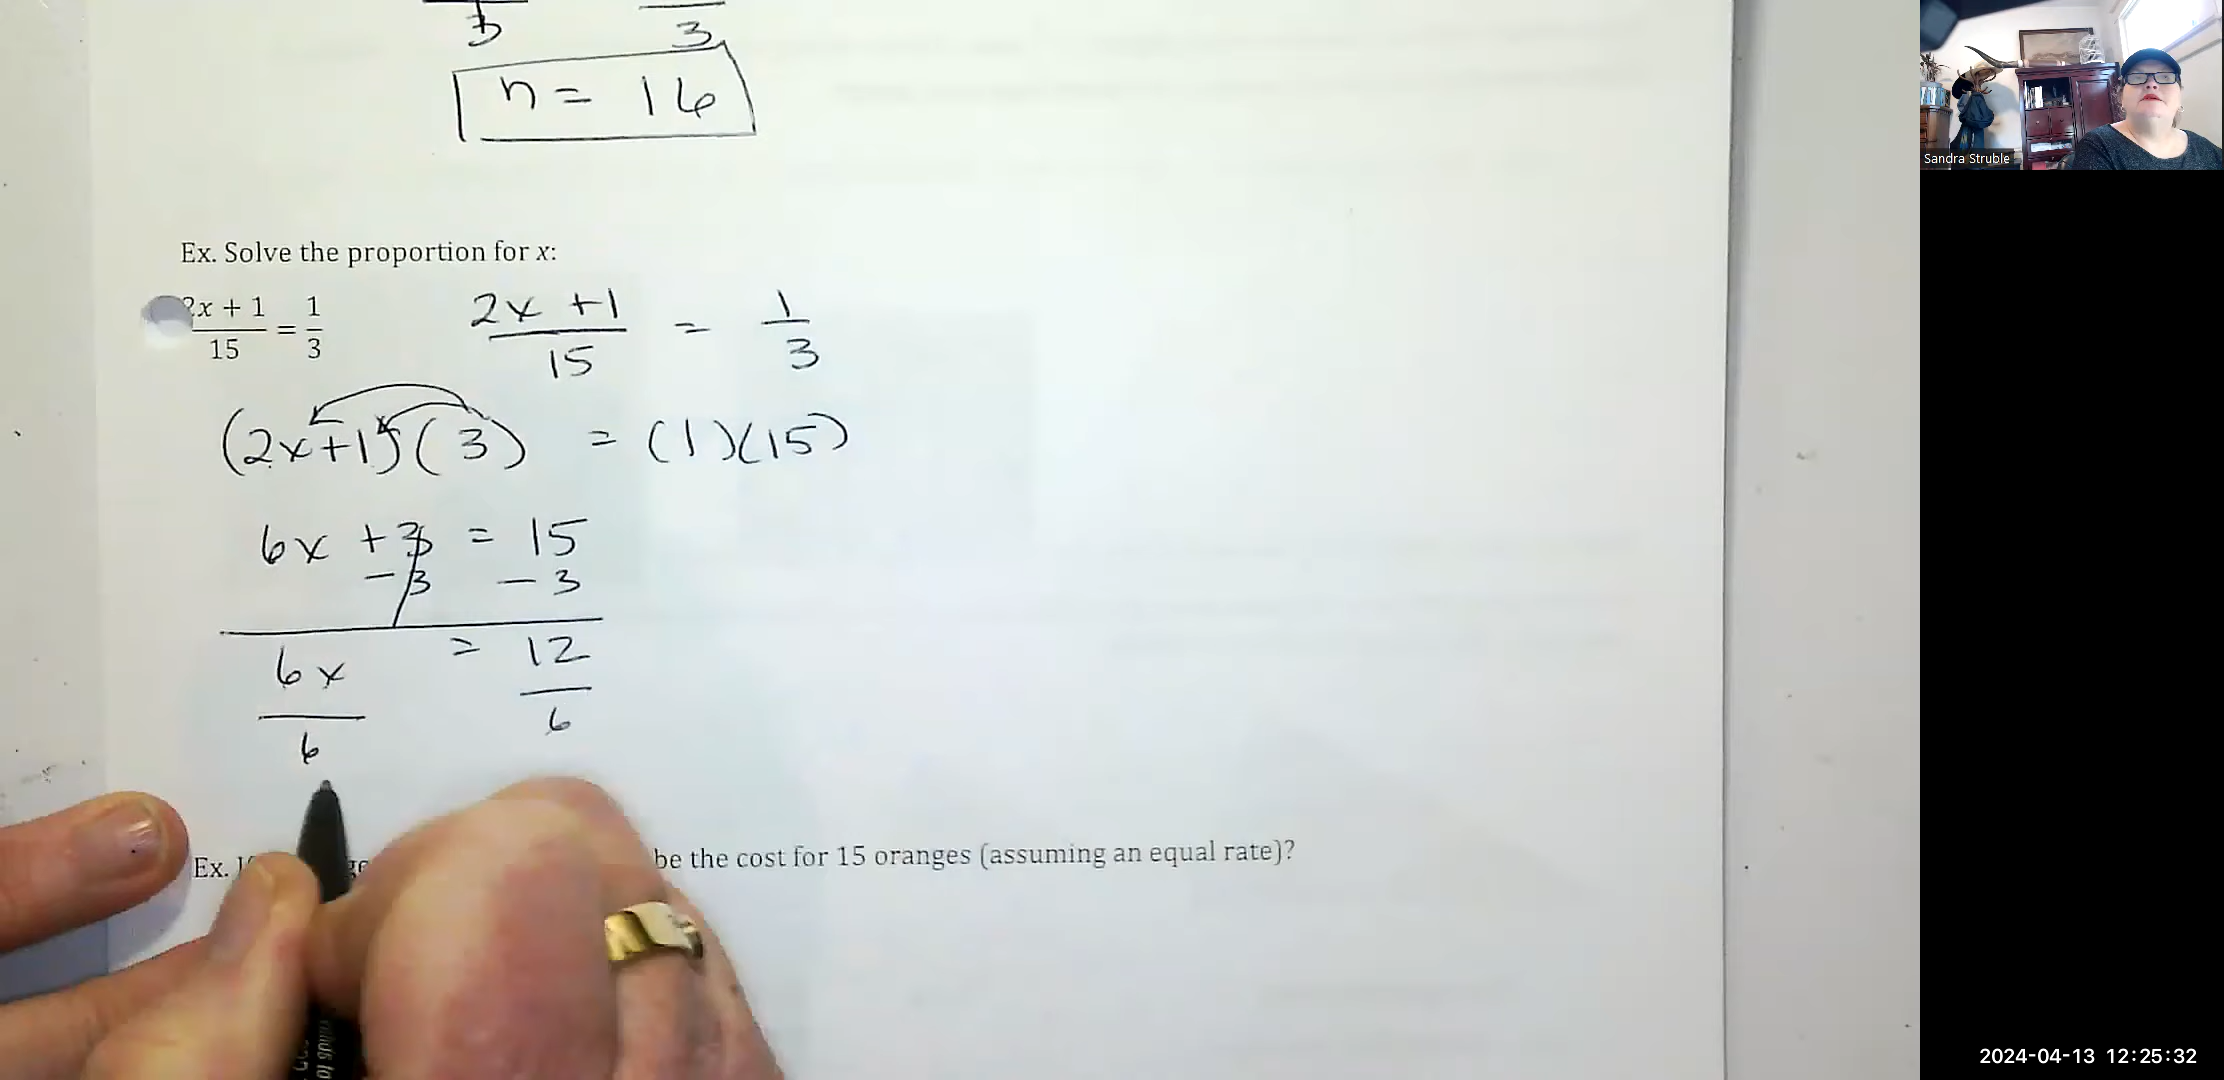 3 3
n = 16
Sandra Struble
Ex. Solve the proportion for x:
2x + 1 / 15 = 1 / 3
2x + 1 / 15 = 1 / 3
(2x+1)(3) = (1)(15)
6x + 3 = 15
- 3 - 3
6x / 6 = 12 / 6
Ex. be the cost for 15 oranges (assuming an equal rate)?
2024-04-13 12:25:32